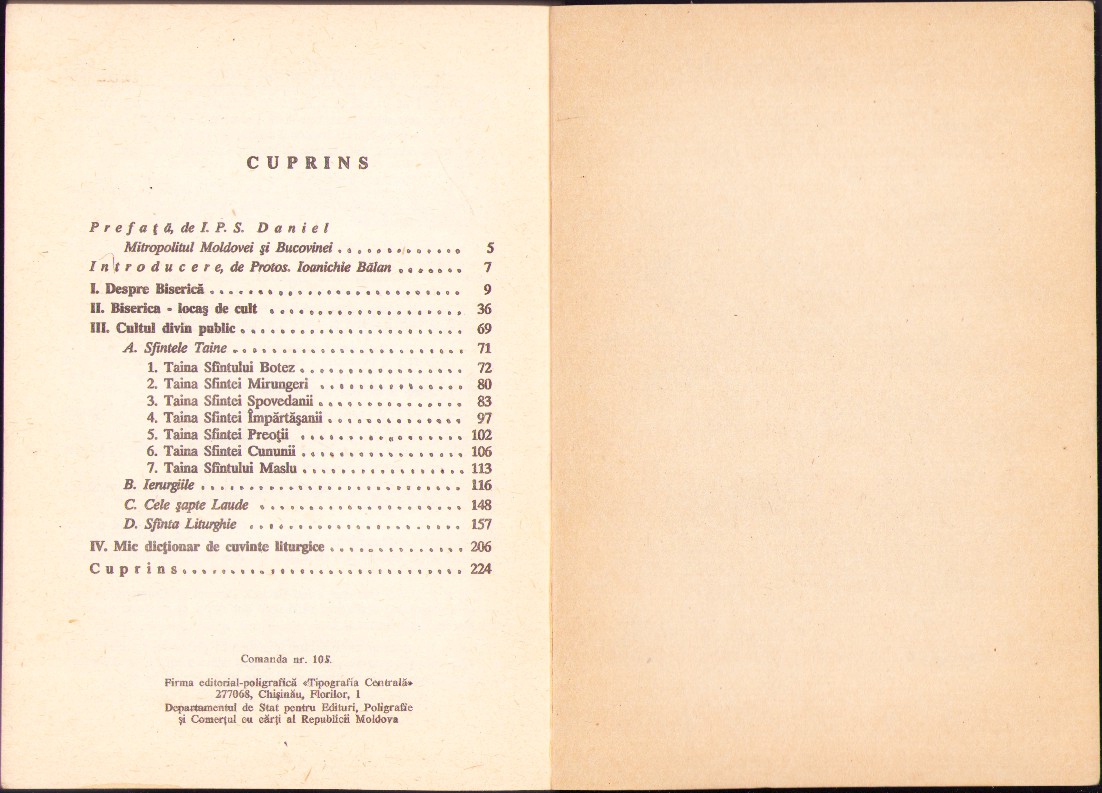 CUPRINS
Prefaţă, de I. P. S. Daniel
Mitropolitul Moldovei şi Bucovinei . . . . . . . . . . . . . 5
Introducere, de Protos. Ioanichie Bălan . . . . . . . 7
I. Despre Biserică . . . . . . . . . . . . . . . . . . . . . . . . . . 9
II. Biserica - locaş de cult . . . . . . . . . . . . . . . . . . . . 36
III. Cultul divin public . . . . . . . . . . . . . . . . . . . . . . . 69
A. Sfintele Taine . . . . . . . . . . . . . . . . . . . . . . . . 71
1. Taina Sfîntului Botez . . . . . . . . . . . . . . . . . 72
2. Taina Sfintei Mirungeri . . . . . . . . . . . . . . . 80
3. Taina Sfintei Spovedanii . . . . . . . . . . . . . . . 83
4. Taina Sfintei Împărtăşanii . . . . . . . . . . . . . . 97
5. Taina Sfintei Preoţii . . . . . . . . . . . . . . . . . 102
6. Taina Sfintei Cununii . . . . . . . . . . . . . . . . . 106
7. Taina Sfîntului Maslu . . . . . . . . . . . . . . . . . 113
B. Ierurgiile . . . . . . . . . . . . . . . . . . . . . . . . . . . 116
C. Cele şapte Laude . . . . . . . . . . . . . . . . . . . . . 148
D. Sfînta Liturghie . . . . . . . . . . . . . . . . . . . . . . 157
IV. Mic dicţionar de cuvinte liturgice . . . . . . . . . . . . . . 206
Cuprins . . . . . . . . . . . . . . . . . . . . . . . . . . . . . 224
Comanda nr. 105.
Firma editorial-poligrafică «Tipografia Centrală»
277068, Chişinău, Florilor, 1
Departamentul de Stat pentru Edituri, Poligrafie
şi Comerţul cu cărţi al Republicii Moldova